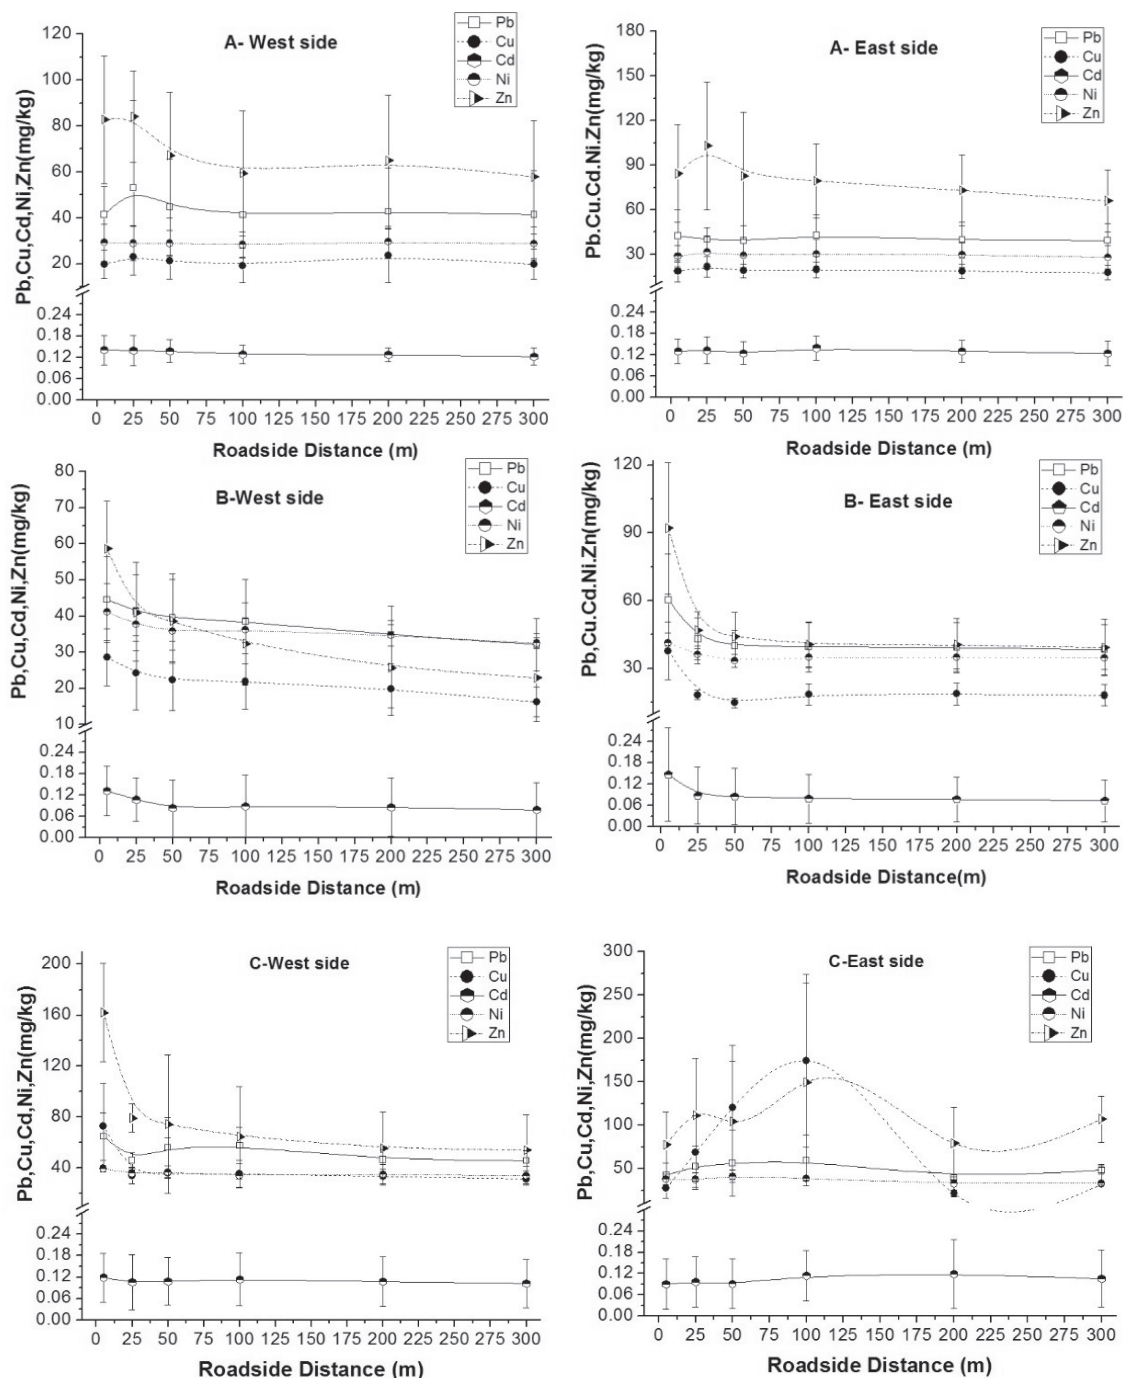 A- West side
Pb
Cu
Cd
Ni
Zn
Pb,Cu,Cd,Ni,Zn(mg/kg)
120
100
80
60
40
20
0.24
0.18
0.12
0.06
0.00
0 25 50 75 100 125 150 175 200 225 250 275 300
Roadside Distance (m)
A- East side
Pb
Cu
Cd
Ni
Zn
Pb.Cu.Cd.Ni.Zn(mg/kg)
180
150
120
90
60
30
0.24
0.18
0.12
0.06
0.00
0 25 50 75 100 125 150 175 200 225 250 275 300
Roadside Distance (m)
B-West side
Pb
Cu
Cd
Ni
Zn
Pb,Cu,Cd,Ni,Zn(mg/kg)
80
70
60
50
40
30
20
10
0.24
0.18
0.12
0.06
0.00
0 25 50 75 100 125 150 175 200 225 250 275 300
Roadside Distance (m)
B- East side
Pb
Cu
Cd
Ni
Zn
Pb,Cu.Cd.Ni.Zn(mg/kg)
120
90
60
30
0.24
0.18
0.12
0.06
0.00
0 25 50 75 100 125 150 175 200 225 250 275 300
Roadside Distance(m)
C-West side
Pb
Cu
Cd
Ni
Zn
Pb,Cu,Cd,Ni,Zn(mg/kg)
200
160
120
80
40
0.24
0.18
0.12
0.06
0.00
0 25 50 75 100 125 150 175 200 225 250 275 300
Roadside Distance (m)
C-East side
Pb
Cu
Cd
Ni
Zn
Pb,Cu,Cd,Ni,Zn(mg/kg)
300
250
200
150
100
50
0.24
0.18
0.12
0.06
0.00
0 25 50 75 100 125 150 175 200 225 250 275 300
Roadside Distance (m)